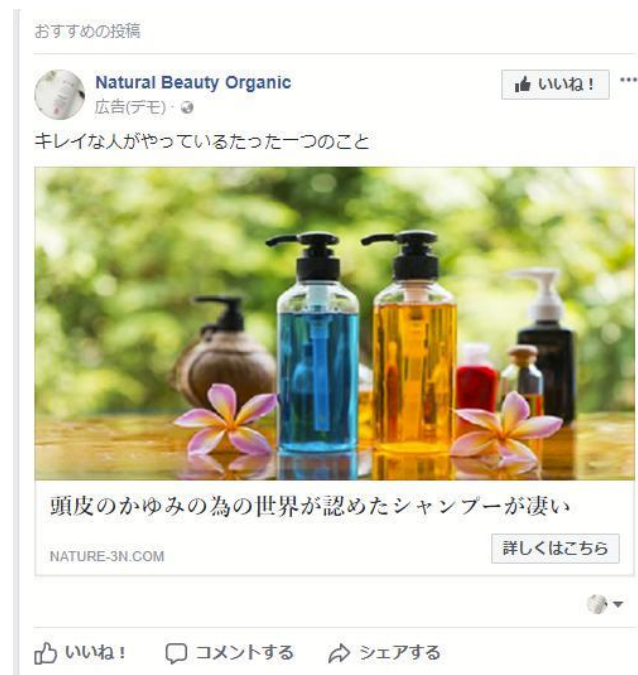 おすすめの投稿
Natural Beauty Organic
いいね！
広告(デモ)·
キレイな人がやっているたった一つのこと
頭皮のかゆみの為の世界が認めたシャンプーが凄い
NATURE-3N.COM
詳しくはこちら
いいね！ コメントする シェアする